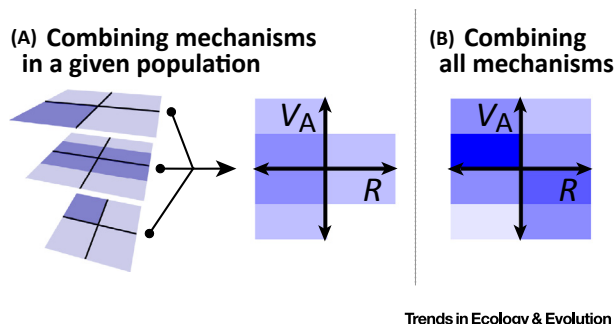 (A) Combining mechanisms
in a given population
VA
R
(B) Combining
all mechanisms
VA
R
Trends in Ecology & Evolution